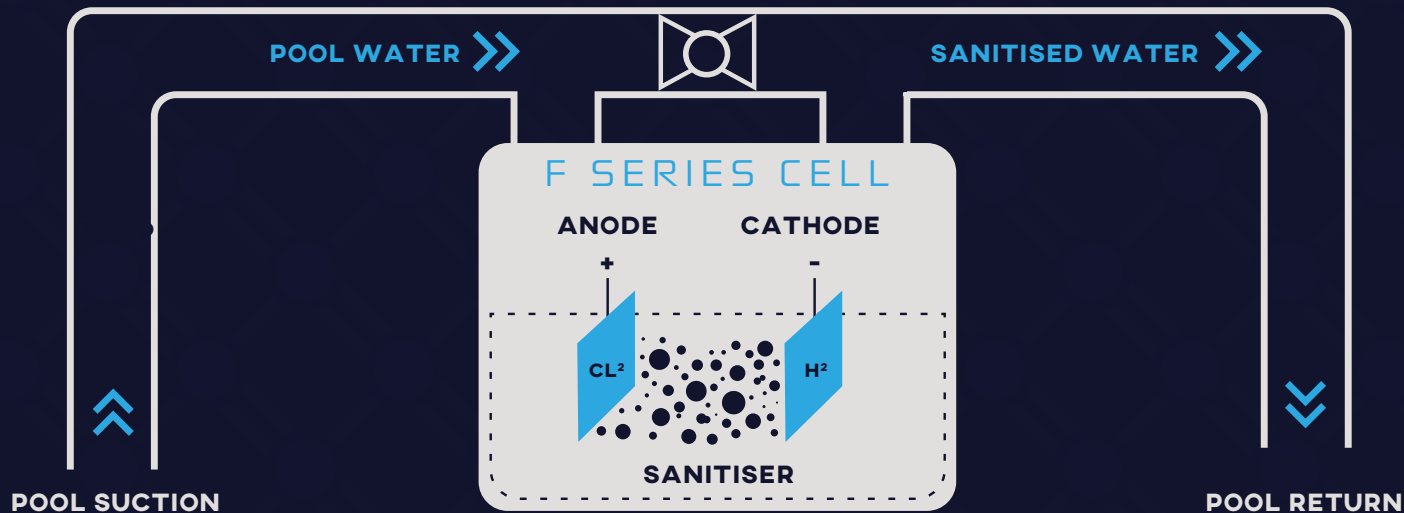 POOL WATER
SANITISED WATER
F SERIES CELL
ANODE
CATHODE
+
-
CL²
H²
SANITISER
POOL SUCTION
POOL RETURN